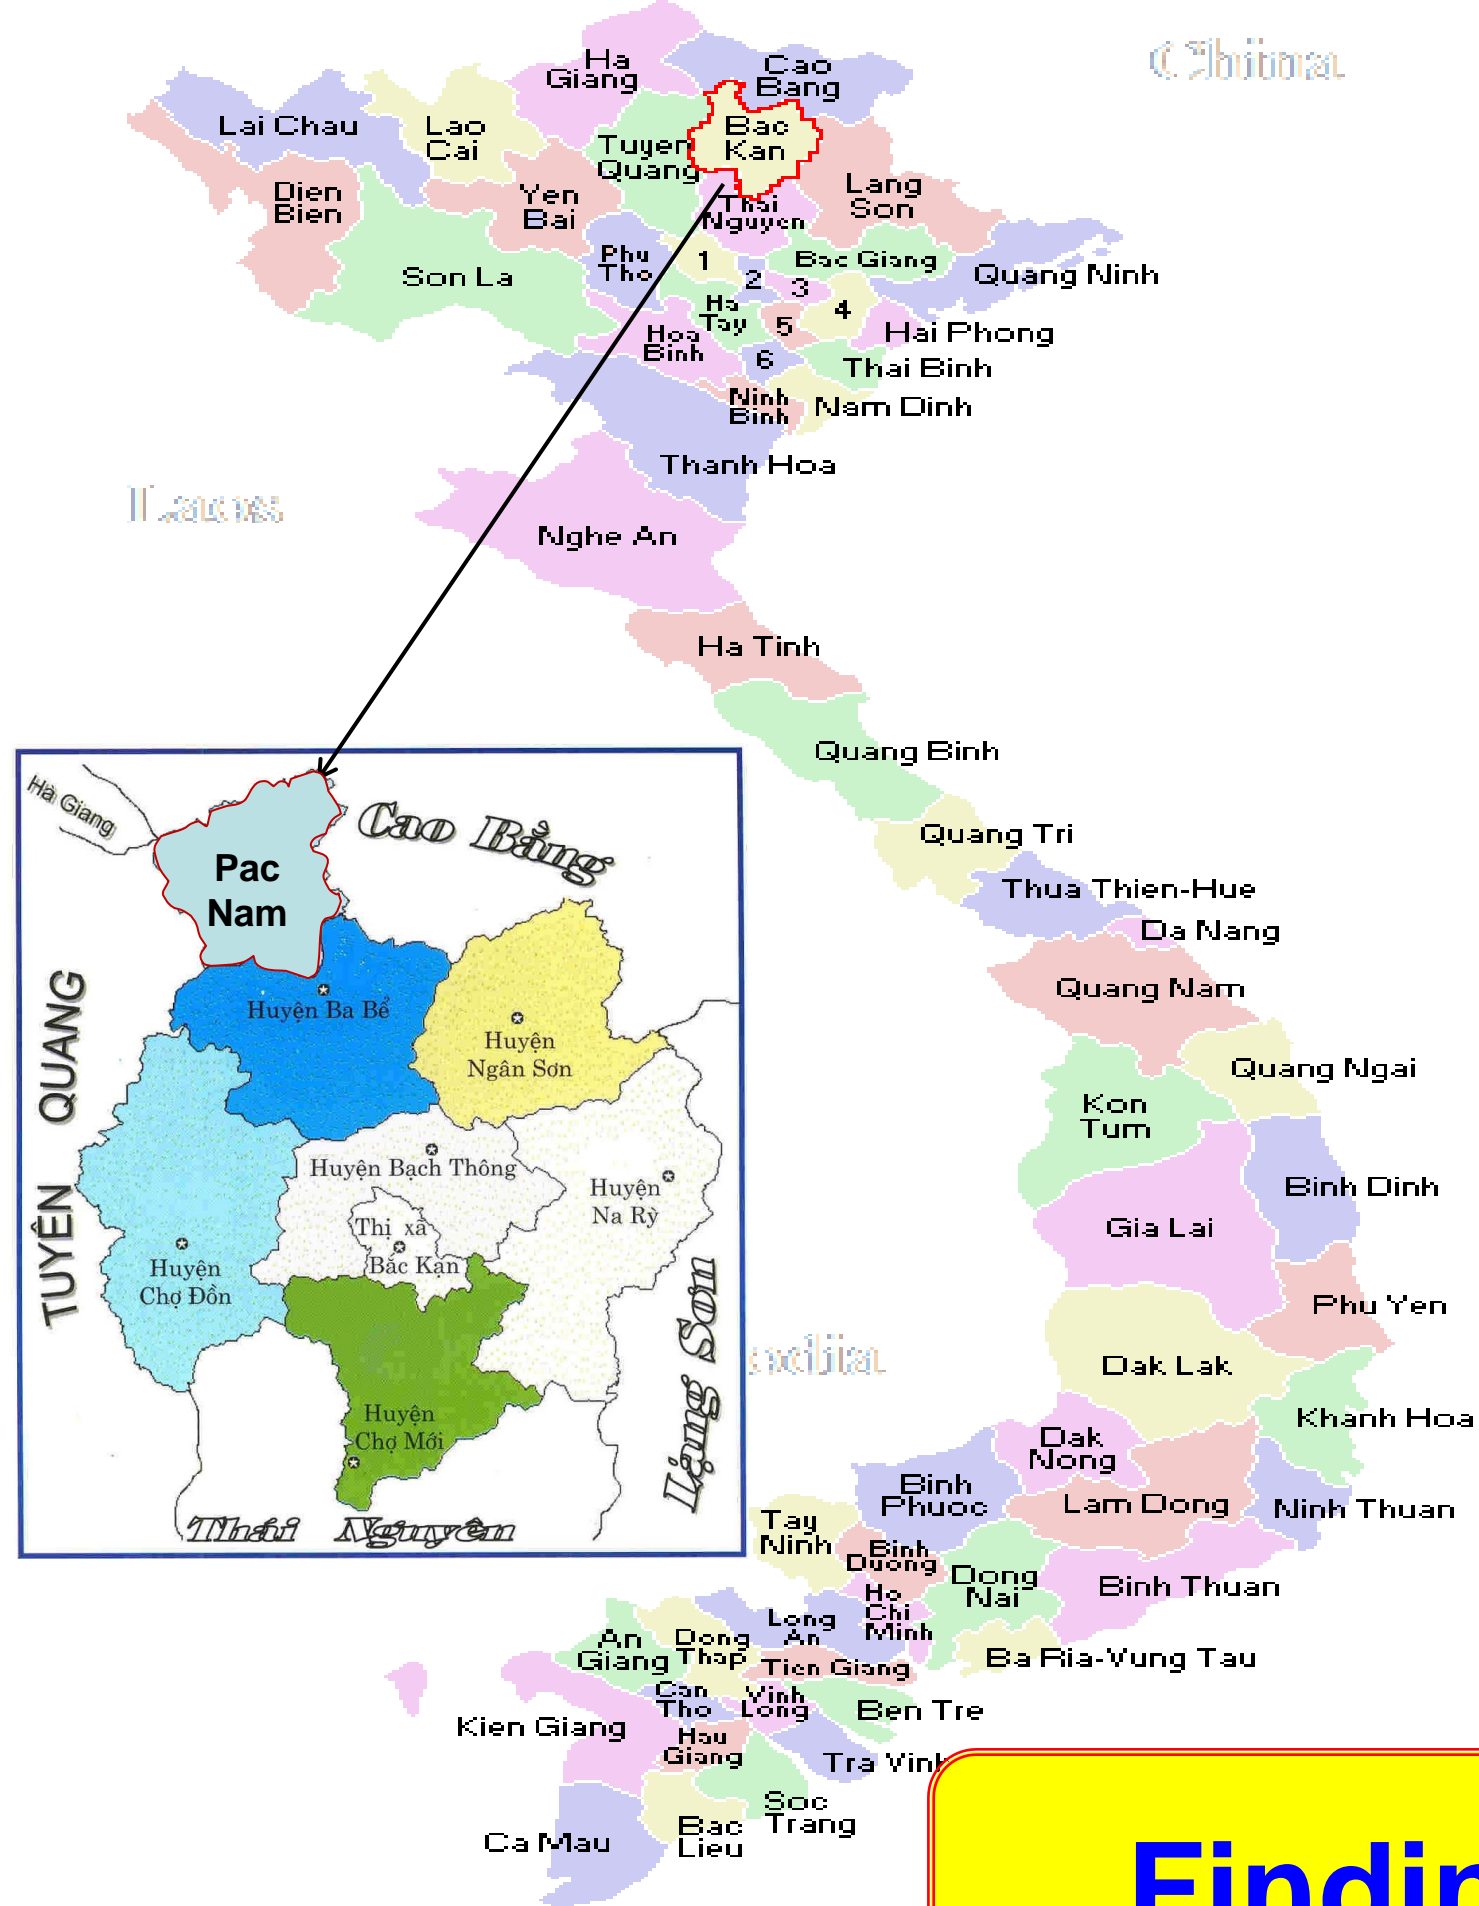 China
Ha
Giang
Cao
Bang
Lai Chau
Lao
Cai
Bac
Kan
Tuyen
Quang
Dien
Bien
Yen
Bai
Lang
Son
Thai
Nguyen
Phu
Tho
1
2
Bac Giang
Quang Ninh
Son La
3
4
Ha
Tay
5
Hai Phong
Hoa
Binh
6
Thai Binh
Ninh
Binh
Nam Dinh
Thanh Hoa
Laos
Nghe An
Ha Tinh
Quang Binh
Quang Tri
Thua Thien-Hue
Da Nang
Quang Nam
Quang Ngai
Kon
Tum
Binh Dinh
Gia Lai
Phu Yen
Dak Lak
Khanh Hoa
Dak
Nong
Binh
Phuoc
Lam Dong
Ninh Thuan
Tay
Ninh
Binh
Duong
Dong
Nai
Binh Thuan
Ho
Chi
Minh
Long
An
An
Giang
Dong
Thap
Tien Giang
Ba Ria-Vung Tau
Can
Tho
Vinh
Long
Ben Tre
Kien Giang
Hau
Giang
Tra Vinh
Soc
Trang
Bac
Lieu
Ca Mau
Hà Giang
Cao Bằng
Pac
Nam
TUYÊN QUANG
Huyện Ba Bể
Huyện
Ngân Sơn
Huyện Bạch Thông
Huyện
Na Rỳ
Thị xã
Bắc Kạn
Huyện
Chợ Đồn
Lạng Sơn
Huyện
Chợ Mới
Thái Nguyên